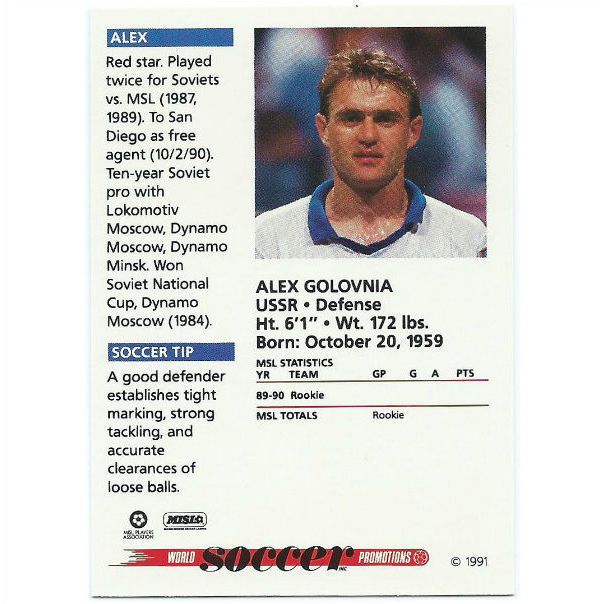 ALEX
Red star. Played
twice for Soviets
vs. MSL (1987,
1989). To San
Diego as free
agent (10/2/90).
Ten-year Soviet
pro with
Lokomotiv
Moscow, Dynamo
Moscow, Dynamo
Minsk. Won
Soviet National
Cup, Dynamo
Moscow (1984).
SOCCER TIP
A good defender
establishes tight
marking, strong
tackling, and
accurate
clearances of
loose balls.
MSL PLAYERS
ASSOCIATION
MISL
ALEX GOLOVNIA
USSR • Defense
Ht. 6'1" • Wt. 172 lbs.
Born: October 20, 1959
MSL STATISTICS
YR TEAM GP G A PTS
89-90 Rookie
MSL TOTALS Rookie
WORLD soccer INC PROMOTIONS
© 1991